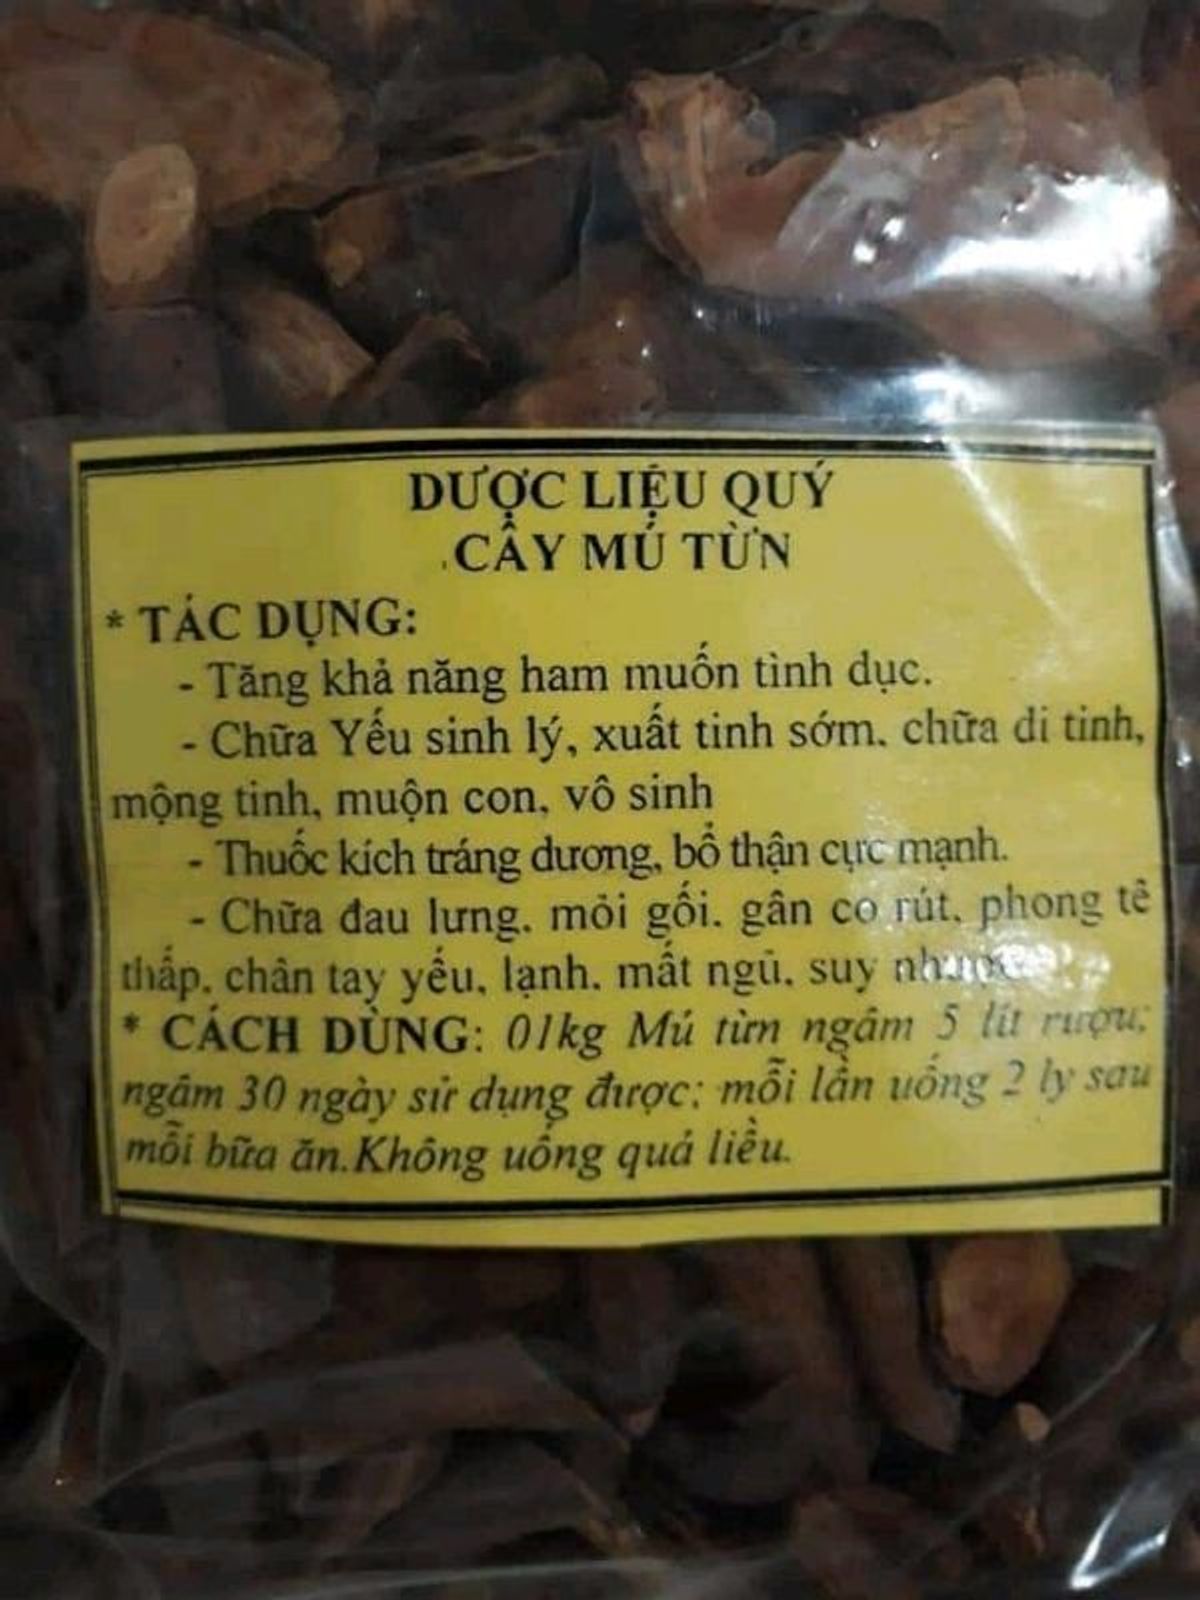 DƯỢC LIỆU QUÝ
CÂY MÚ TỪN
* TÁC DỤNG:
- Tăng khả năng ham muốn tình dục.
- Chữa Yếu sinh lý, xuất tinh sớm. chữa di tinh,
mộng tinh, muộn con, vô sinh
- Thuốc kích tráng dương, bổ thận cực mạnh.
- Chữa đau lưng. mỏi gối. gân co rút. phong tê
thấp. chân tay yếu, lạnh. mất ngủ. suy
* CÁCH DÙNG: 01kg Mú từn ngâm 5 lít rượu;
ngâm 30 ngày sử dụng được; mỗi lần uống 2 ly sau
mỗi bữa ăn.Không uống quá liều.